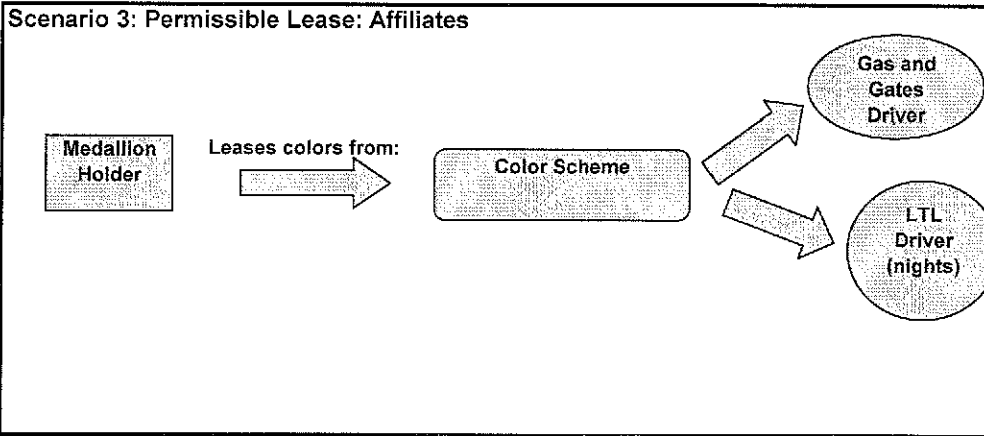 Scenario 3: Permissible Lease: Affiliates
Gas and
Gates
Driver
Medallion
Holder
Leases colors from:
Color Scheme
LTL
Driver
(nights)